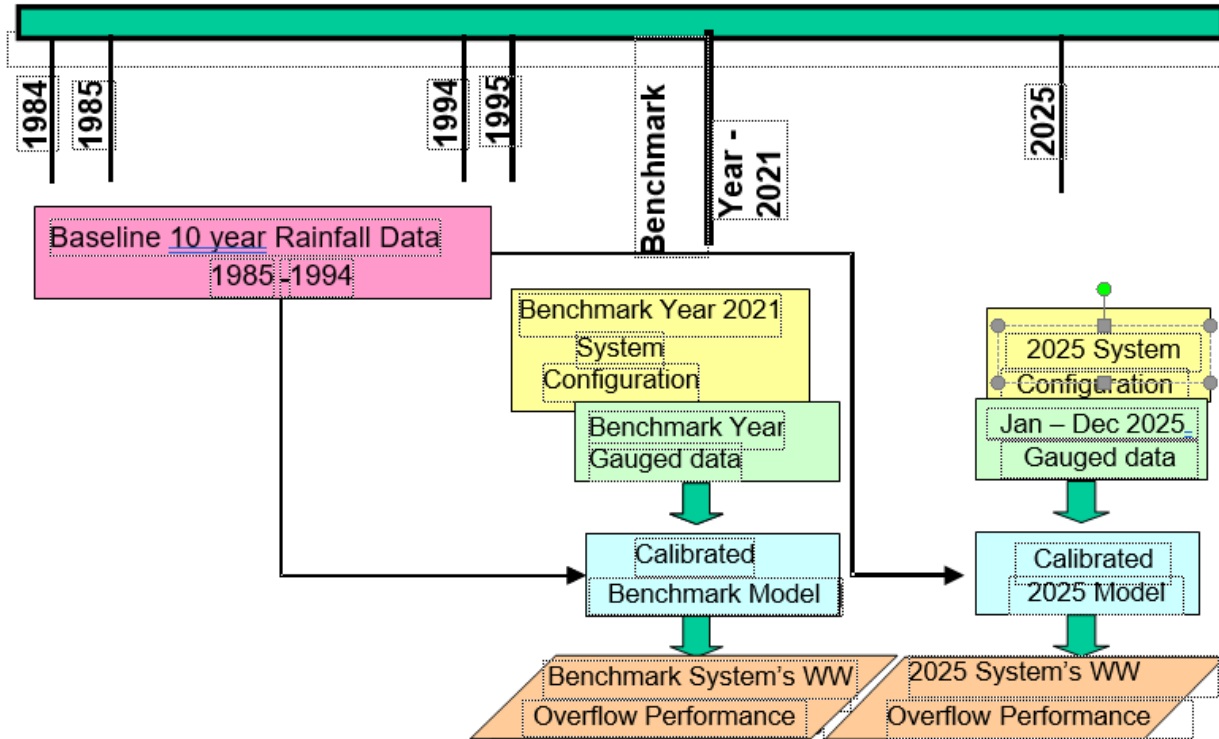 1984
1985
1994
1995
Benchmark
Year -
2021
2025
Baseline 10 year Rainfall Data
1985 -1994
Benchmark Year 2021
System
Configuration
Benchmark Year
Gauged data
2025 System
Configuration
Jan – Dec 2025
Gauged data
Calibrated
Benchmark Model
Calibrated
2025 Model
Benchmark System's WW
Overflow Performance
2025 System's WW
Overflow Performance